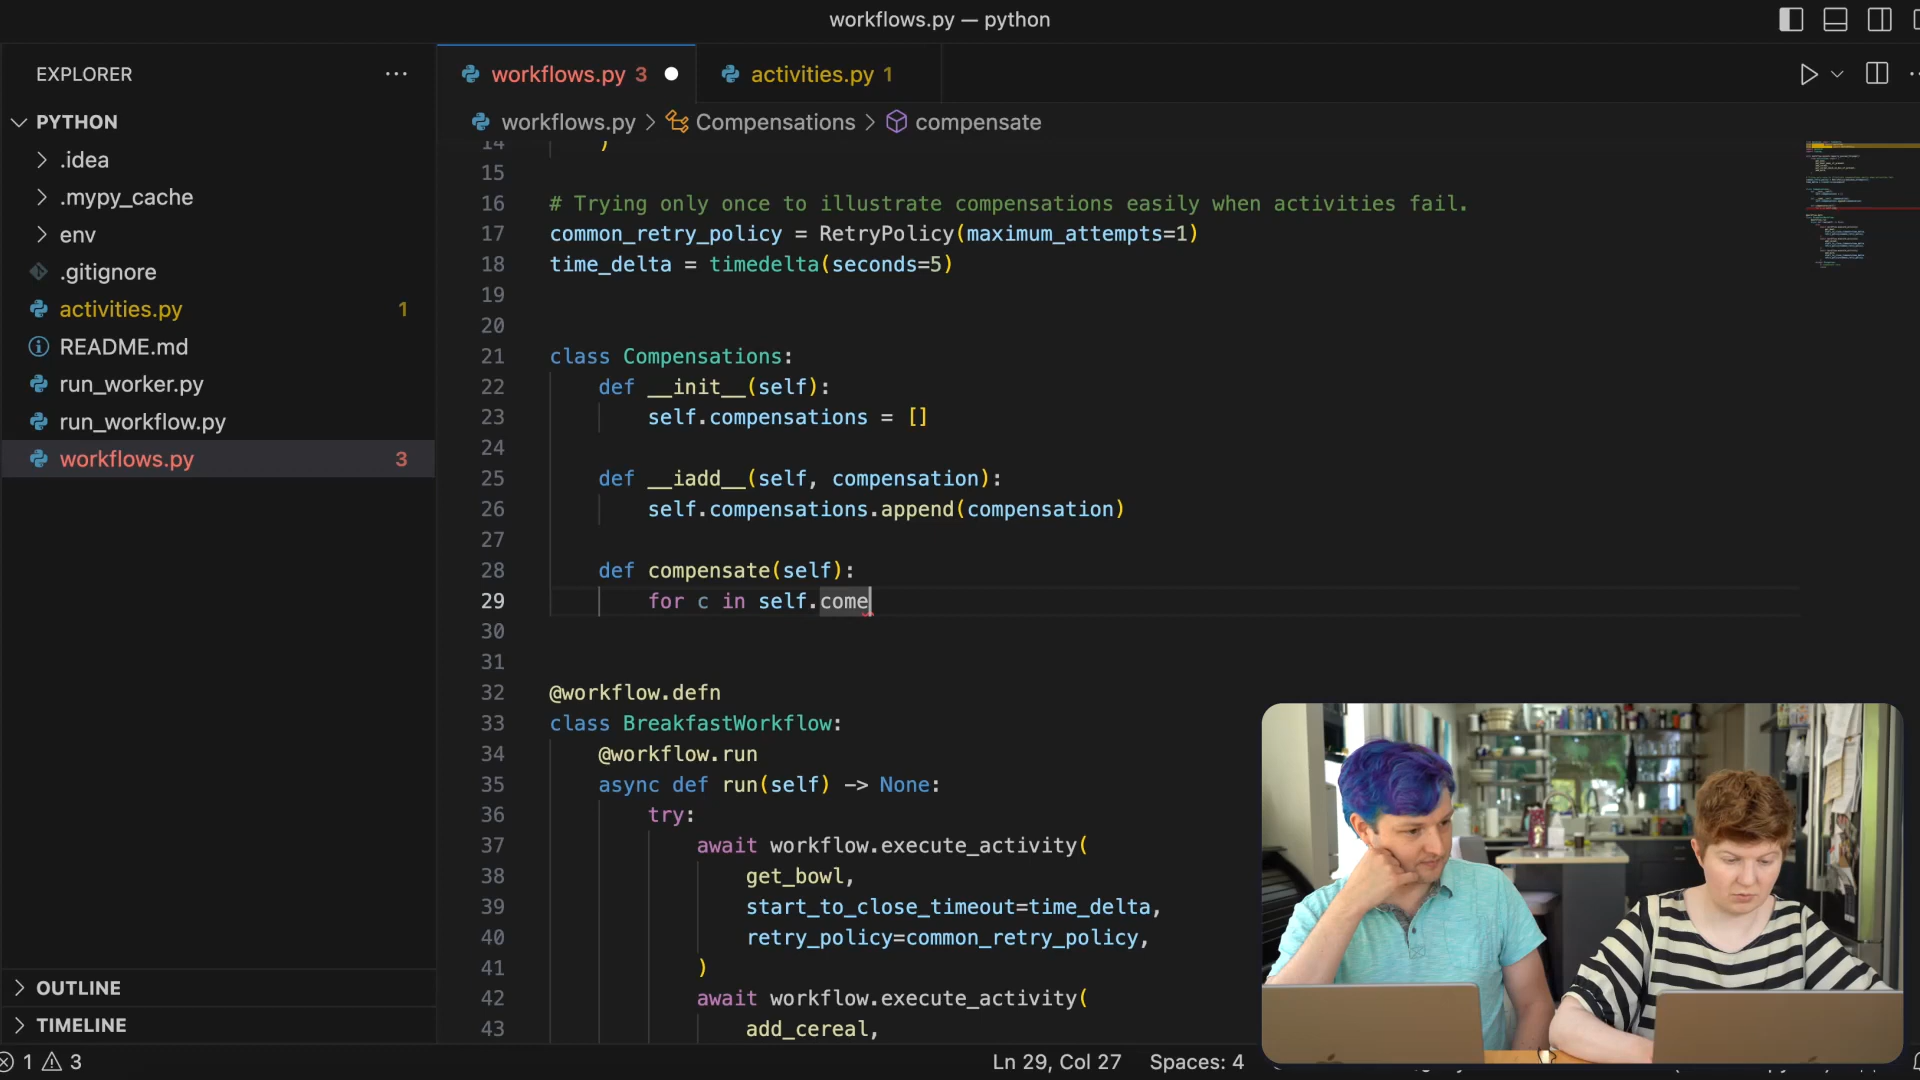 workflows.py — python
EXPLORER
PYTHON
.idea
.mypy_cache
env
.gitignore
activities.py 1
README.md
run_worker.py
run_workflow.py
workflows.py 3
OUTLINE
TIMELINE
workflows.py 3
activities.py 1
workflows.py > Compensations > compensate
14 )
15
16 # Trying only once to illustrate compensations easily when activities fail.
17 common_retry_policy = RetryPolicy(maximum_attempts=1)
18 time_delta = timedelta(seconds=5)
19
20
21 class Compensations:
22 def __init__(self):
23 self.compensations = []
24
25 def __iadd__(self, compensation):
26 self.compensations.append(compensation)
27
28 def compensate(self):
29 for c in self.come
30
31
32 @workflow.defn
33 class BreakfastWorkflow:
34 @workflow.run
35 async def run(self) -> None:
36 try:
37 await workflow.execute_activity(
38 get_bowl,
39 start_to_close_timeout=time_delta,
40 retry_policy=common_retry_policy,
41 )
42 await workflow.execute_activity(
43 add_cereal,
1 3
Ln 29, Col 27 Spaces: 4